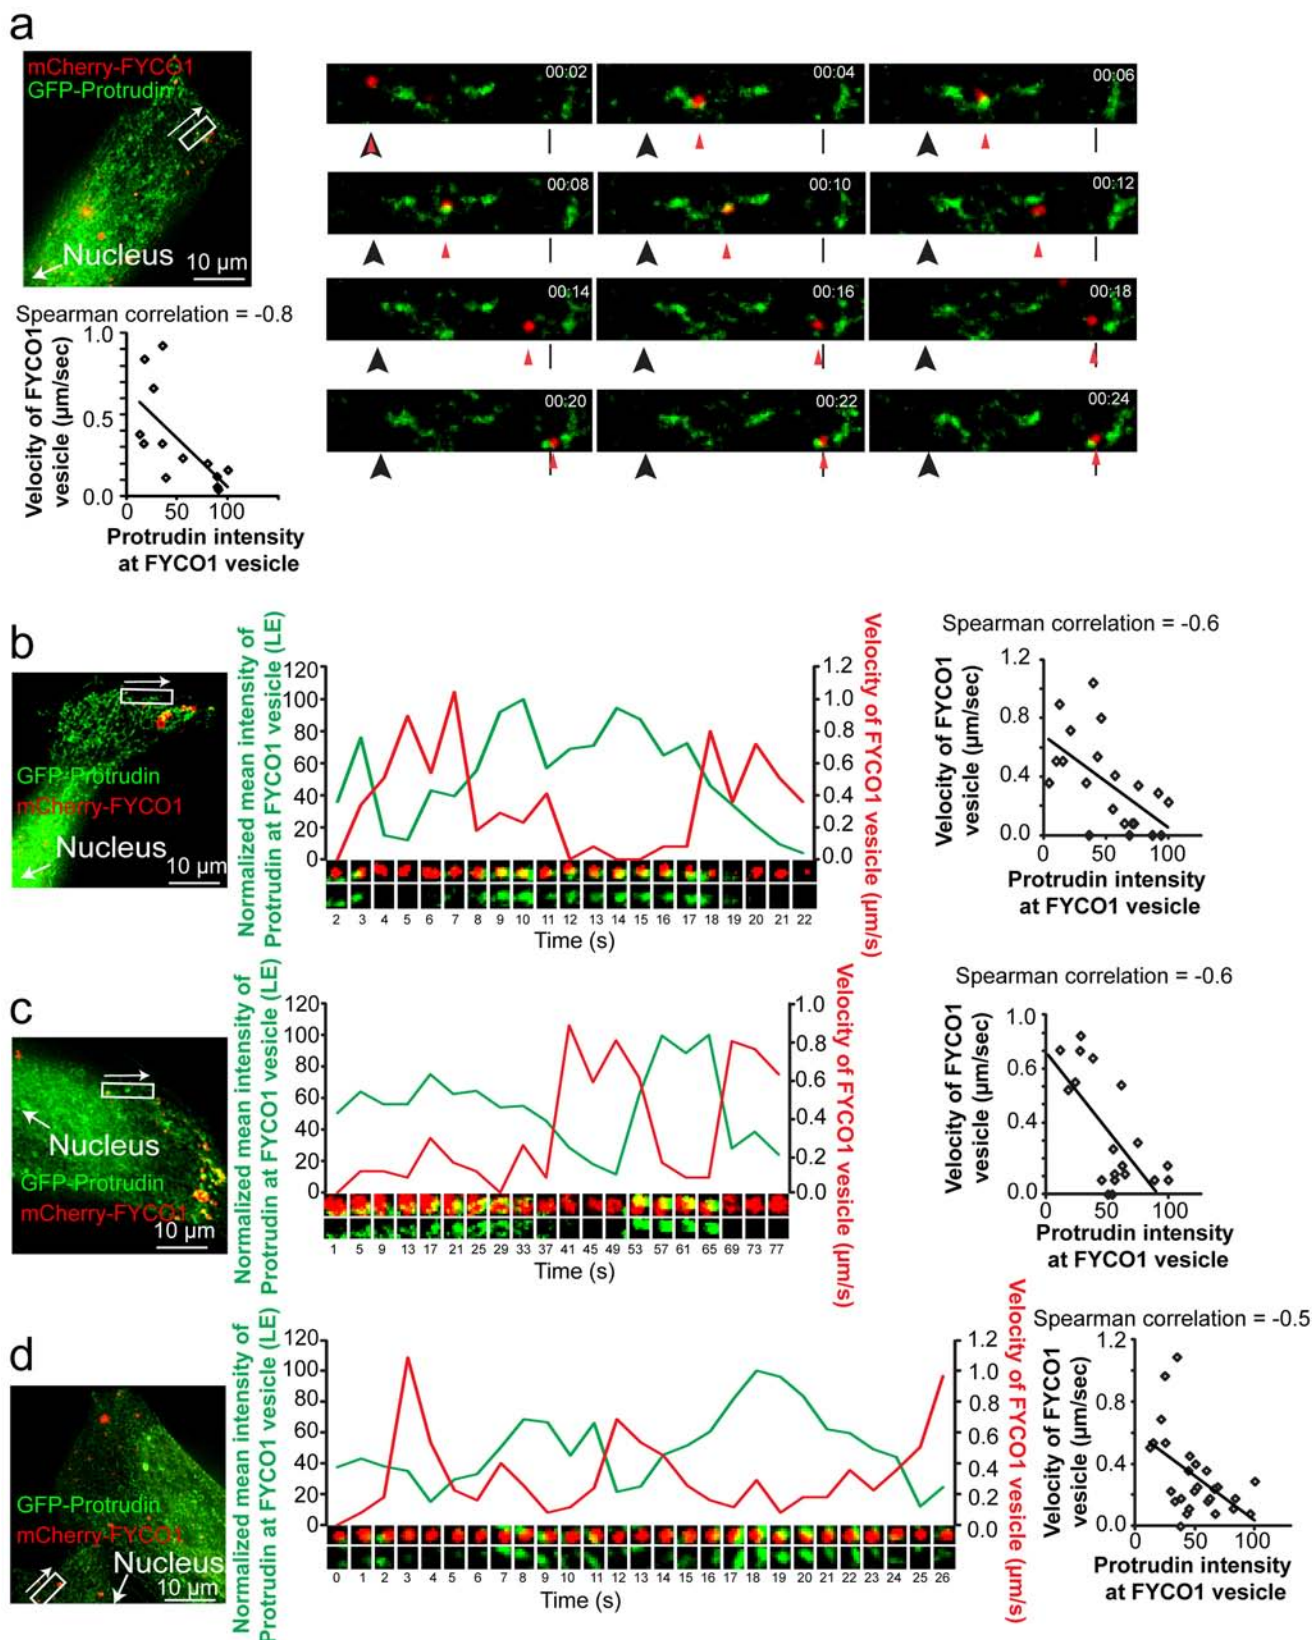 a
mCherry-FYCO1
GFP-Protrudin
Nucleus
10 µm
00:02
00:04
00:06
00:08
00:10
00:12
00:14
00:16
00:18
00:20
00:22
00:24
Spearman correlation = -0.8
Velocity of FYCO1
vesicle (µm/sec)
1.0
0.5
0.0
0 50 100
Protrudin intensity
at FYCO1 vesicle
b
GFP-Protrudin
mCherry-FYCO1
Nucleus
10 µm
Normalized mean intensity of
Protrudin at FYCO1 vesicle (LE)
120
100
80
60
40
20
0
1.2
1.0
0.8
0.6
0.4
0.2
0.0
Velocity of FYCO1 vesicle (µm/s)
2 3 4 5 6 7 8 9 10 11 12 13 14 15 16 17 18 19 20 21 22
Time (s)
Spearman correlation = -0.6
Velocity of FYCO1
vesicle (µm/sec)
1.2
0.8
0.4
0.0
0 50 100
Protrudin intensity
at FYCO1 vesicle
c
Nucleus
GFP-Protrudin
mCherry-FYCO1
10 µm
Normalized mean intensity of
Protrudin at FYCO1 vesicle (LE)
120
100
80
60
40
20
0
1.0
0.8
0.6
0.4
0.2
0.0
Velocity of FYCO1 vesicle (µm/s)
1 5 9 13 17 21 25 29 33 37 41 45 49 53 57 61 65 69 73 77
Time (s)
Spearman correlation = -0.6
Velocity of FYCO1
vesicle (µm/sec)
1.0
0.6
0.4
0.0
0 50 100
Protrudin intensity
at FYCO1 vesicle
d
GFP-Protrudin
mCherry-FYCO1
Nucleus
10 µm
Normalized mean intensity of
Protrudin at FYCO1 vesicle (LE)
120
100
80
60
40
20
0
1.2
1.0
0.8
0.6
0.4
0.2
0.0
Velocity of FYCO1 vesicle (µm/s)
0 1 2 3 4 5 6 7 8 9 10 11 12 13 14 15 16 17 18 19 20 21 22 23 24 25 26
Time (s)
Spearman correlation = -0.5
Velocity of FYCO1
vesicle (µm/sec)
1.2
0.8
0.4
0.0
0 50 100
Protrudin intensity
at FYCO1 vesicle